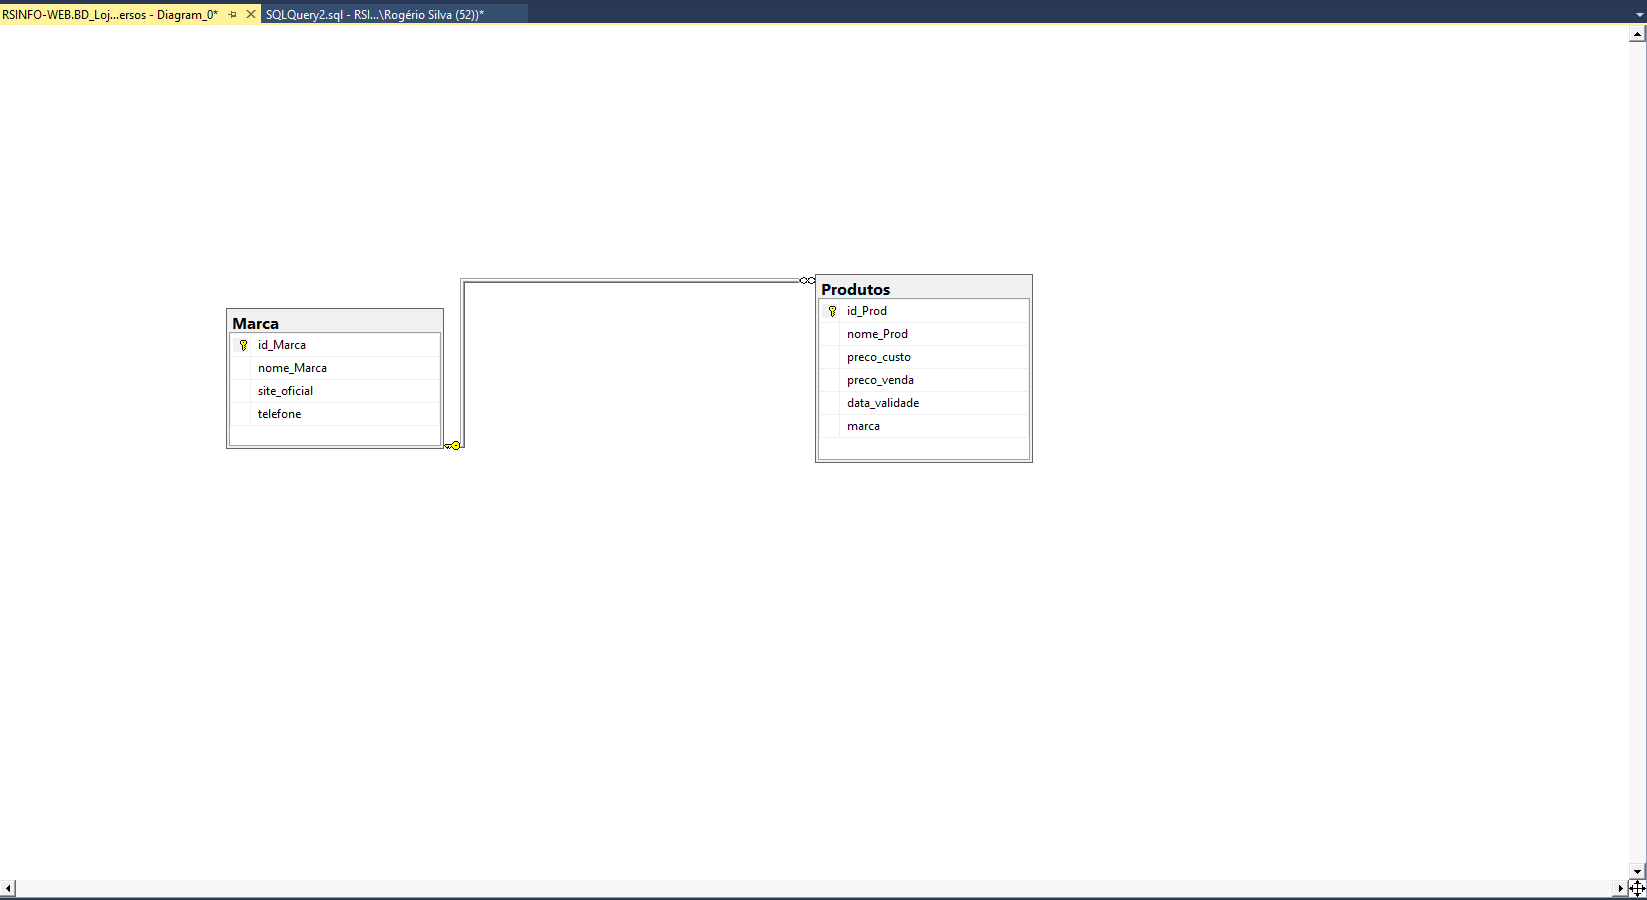 RSINFO-WEB.BD_Loj...ersos - Diagram_0*
SQLQuery2.sql - RSI...\Rogério Silva (52))*
Marca
id_Marca
nome_Marca
site_oficial
telefone
Produtos
id_Prod
nome_Prod
preco_custo
preco_venda
data_validade
marca